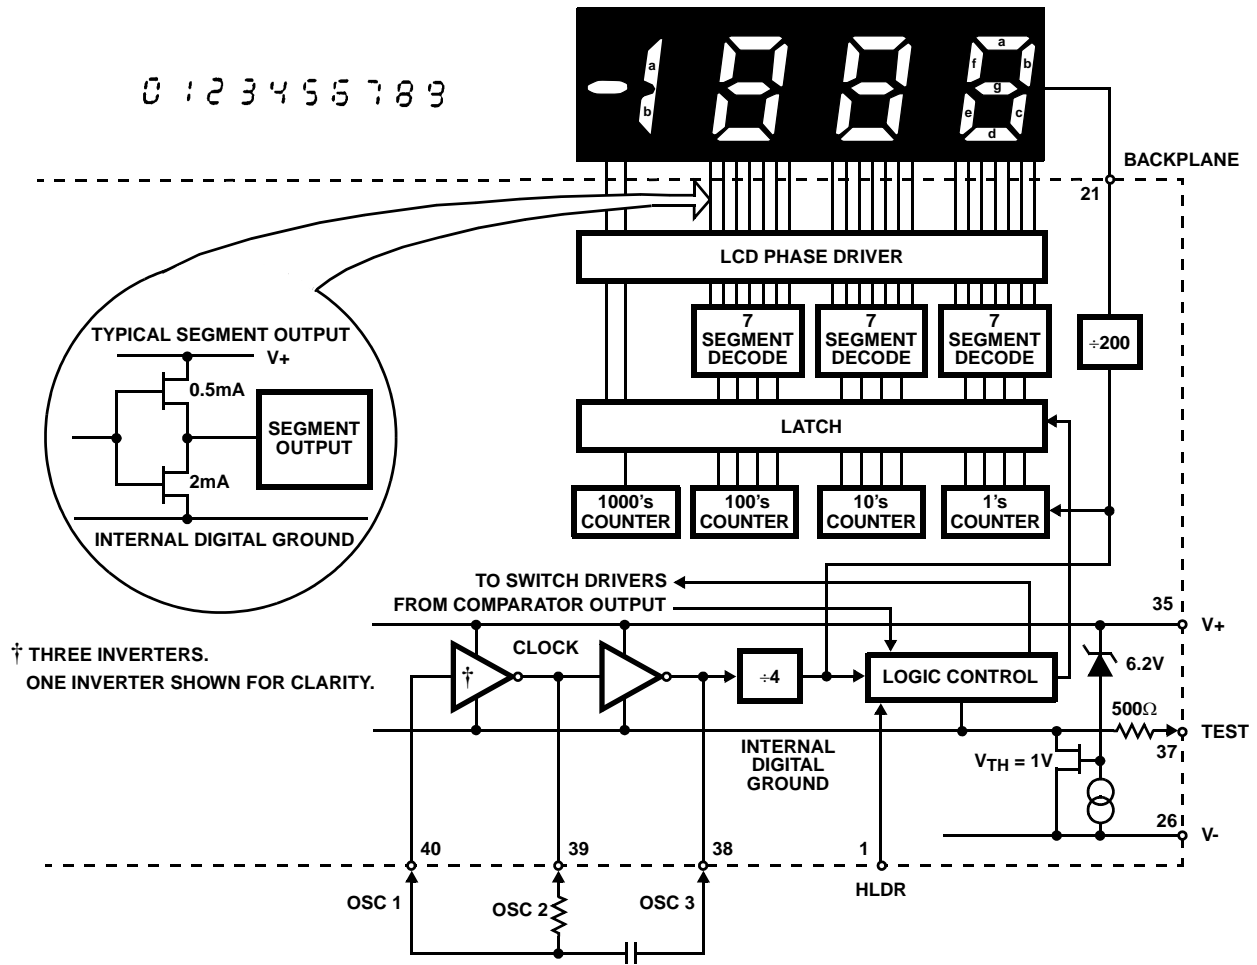 0 1 2 3 4 5 6 7 8 9
a
b
a
f
b
g
e
c
d
BACKPLANE
21
LCD PHASE DRIVER
TYPICAL SEGMENT OUTPUT
V+
0.5mA
SEGMENT
OUTPUT
2mA
INTERNAL DIGITAL GROUND
7
SEGMENT
DECODE
7
SEGMENT
DECODE
7
SEGMENT
DECODE
÷200
LATCH
1000's
COUNTER
100's
COUNTER
10's
COUNTER
1's
COUNTER
TO SWITCH DRIVERS
FROM COMPARATOR OUTPUT
35
V+
† THREE INVERTERS.
ONE INVERTER SHOWN FOR CLARITY.
CLOCK
†
÷4
LOGIC CONTROL
6.2V
500Ω
TEST
37
INTERNAL
DIGITAL
GROUND
VTH = 1V
26
V-
40
39
38
1
HLDR
OSC 1
OSC 2
OSC 3